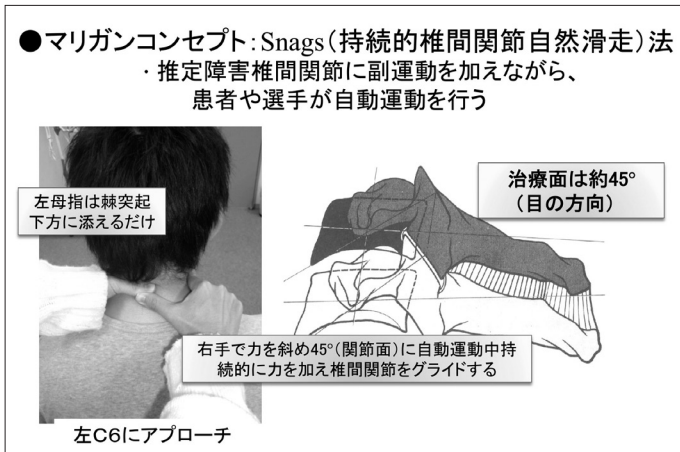 ●マリガンコンセプト：Snags（持続的椎間関節自然滑走）法
・推定障害椎間関節に副運動を加えながら、
患者や選手が自動運動を行う
左母指は棘突起
下方に添えるだけ
治療面は約45°
（目の方向）
右手で力を斜め45°（関節面）に自動運動中持
続的に力を加え椎間関節をグライドする
左C6にアプローチ